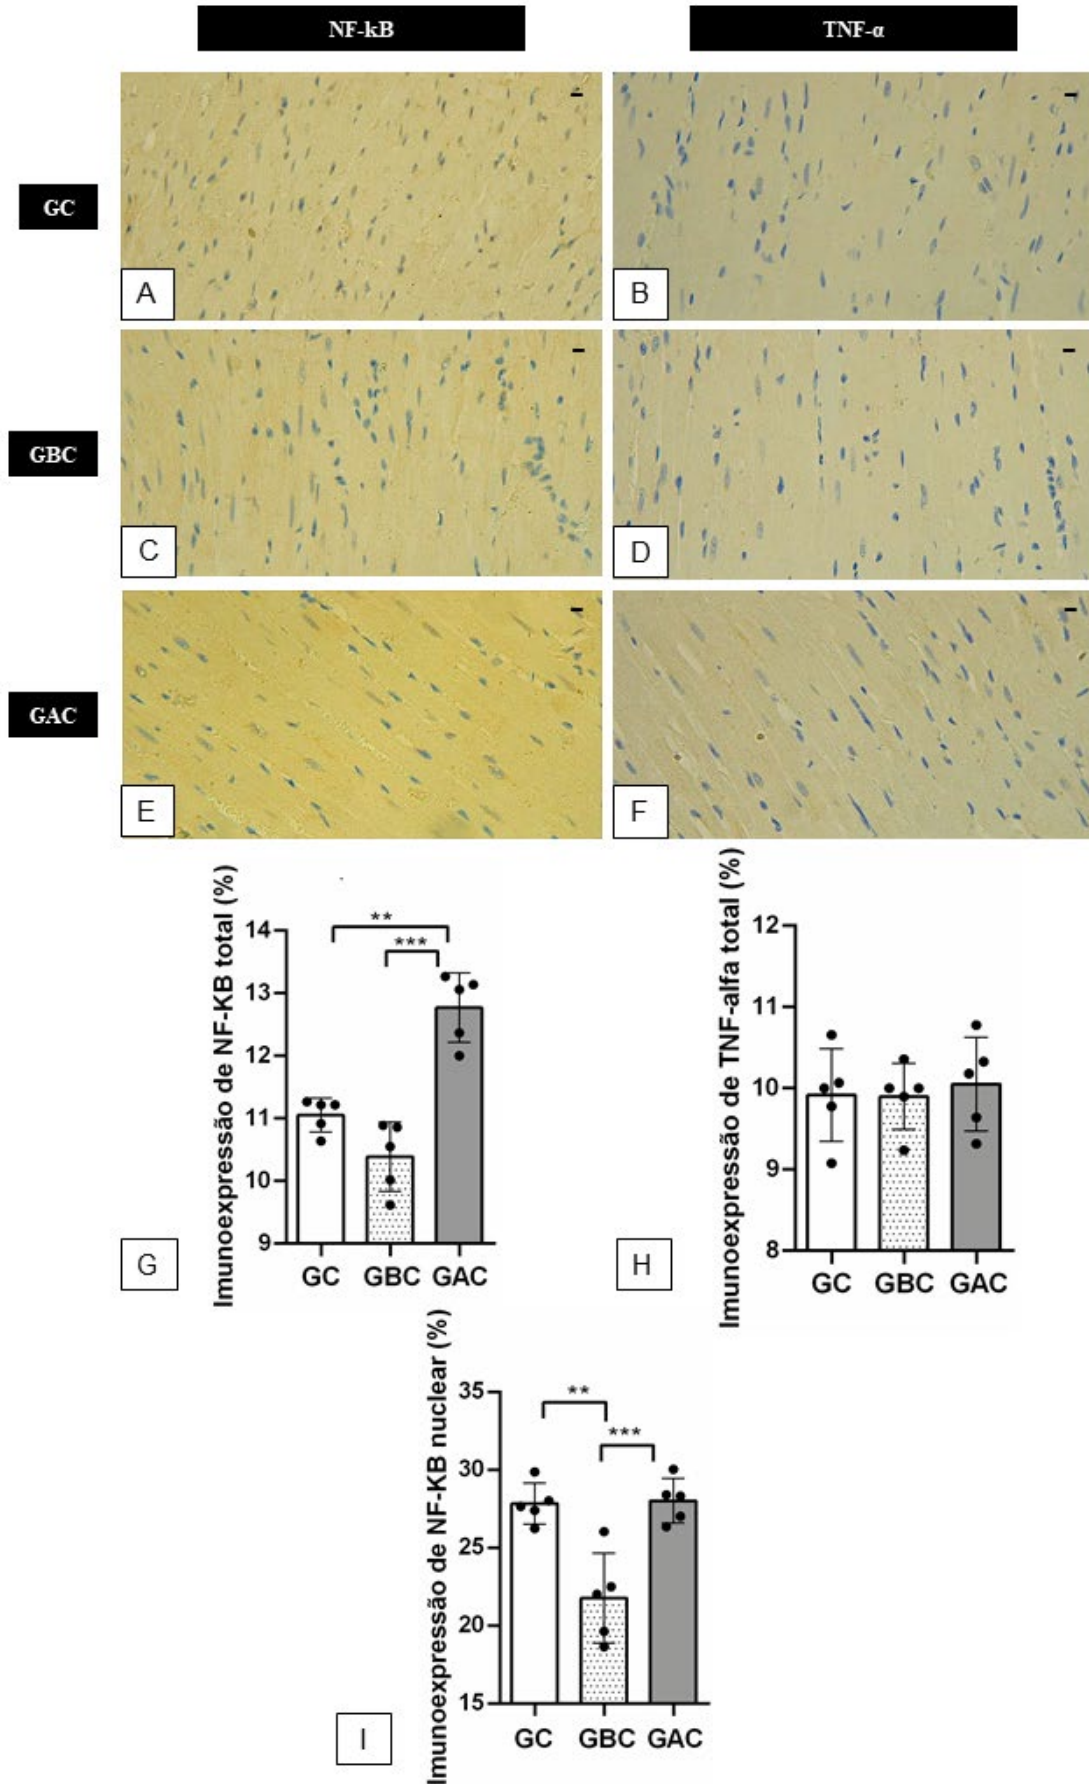 NF-kB
TNF-α
GC
A
B
GBC
C
D
GAC
E
F
Imunoexpressão de NF-KB total (%)
14
13
12
11
10
9
**
***
GC GBC GAC
G
Imunoexpressão de TNF-alfa total (%)
12
11
10
9
8
GC GBC GAC
H
Imunoexpressão de NF-KB nuclear (%)
35
30
25
20
15
**
***
GC GBC GAC
I